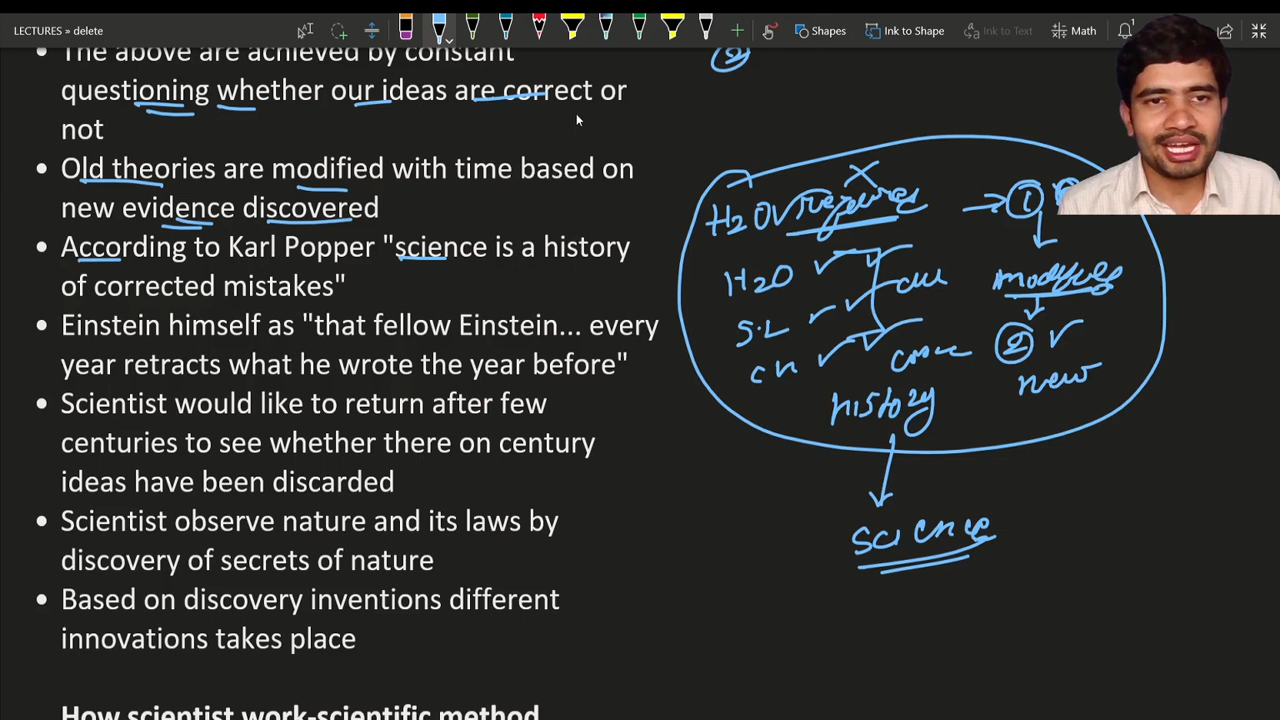 LECTURES » delete
Shapes
Ink to Shape
Ink to Text
Math
1
The above are achieved by constant
questioning whether our ideas are correct or
not
• Old theories are modified with time based on
new evidence discovered
• According to Karl Popper "science is a history
of corrected mistakes"
• Einstein himself as "that fellow Einstein... every
year retracts what he wrote the year before"
• Scientist would like to return after few
centuries to see whether there on century
ideas have been discarded
• Scientist observe nature and its laws by
discovery of secrets of nature
• Based on discovery inventions different
innovations takes place
How scientist work-scientific method
2
H2O
1
H2O
S.L
2
new
history
science